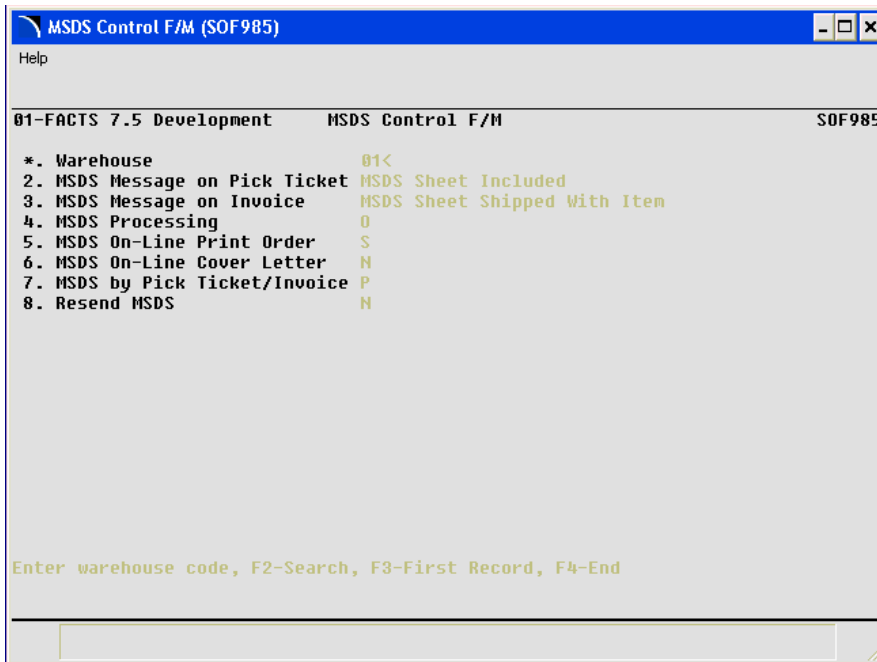 MSDS Control F/M (SOF985)
Help
01-FACTS 7.5 Development MSDS Control F/M SOF985
*. Warehouse 01<
2. MSDS Message on Pick Ticket MSDS Sheet Included
3. MSDS Message on Invoice MSDS Sheet Shipped With Item
4. MSDS Processing O
5. MSDS On-Line Print Order S
6. MSDS On-Line Cover Letter N
7. MSDS by Pick Ticket/Invoice P
8. Resend MSDS N
Enter warehouse code, F2-Search, F3-First Record, F4-End